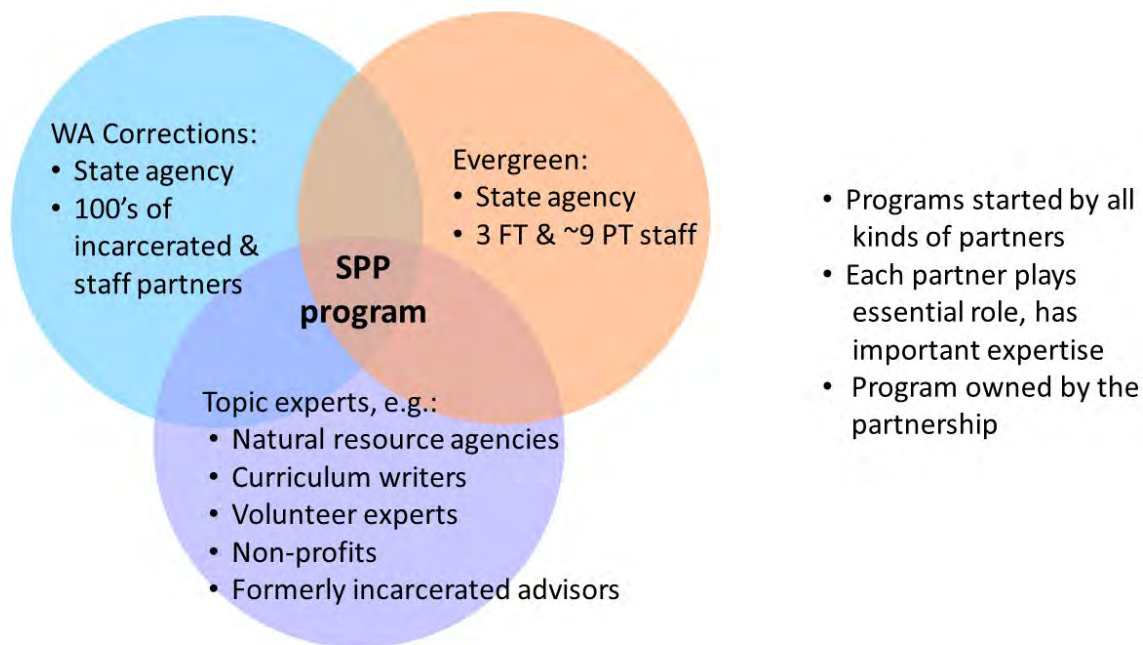 WA Corrections:
• State agency
• 100's of
incarcerated &
staff partners
Evergreen:
• State agency
• 3 FT & ~9 PT staff
SPP
program
Topic experts, e.g.:
• Natural resource agencies
• Curriculum writers
• Volunteer experts
• Non-profits
• Formerly incarcerated advisors
• Programs started by all
kinds of partners
• Each partner plays
essential role, has
important expertise
• Program owned by the
partnership